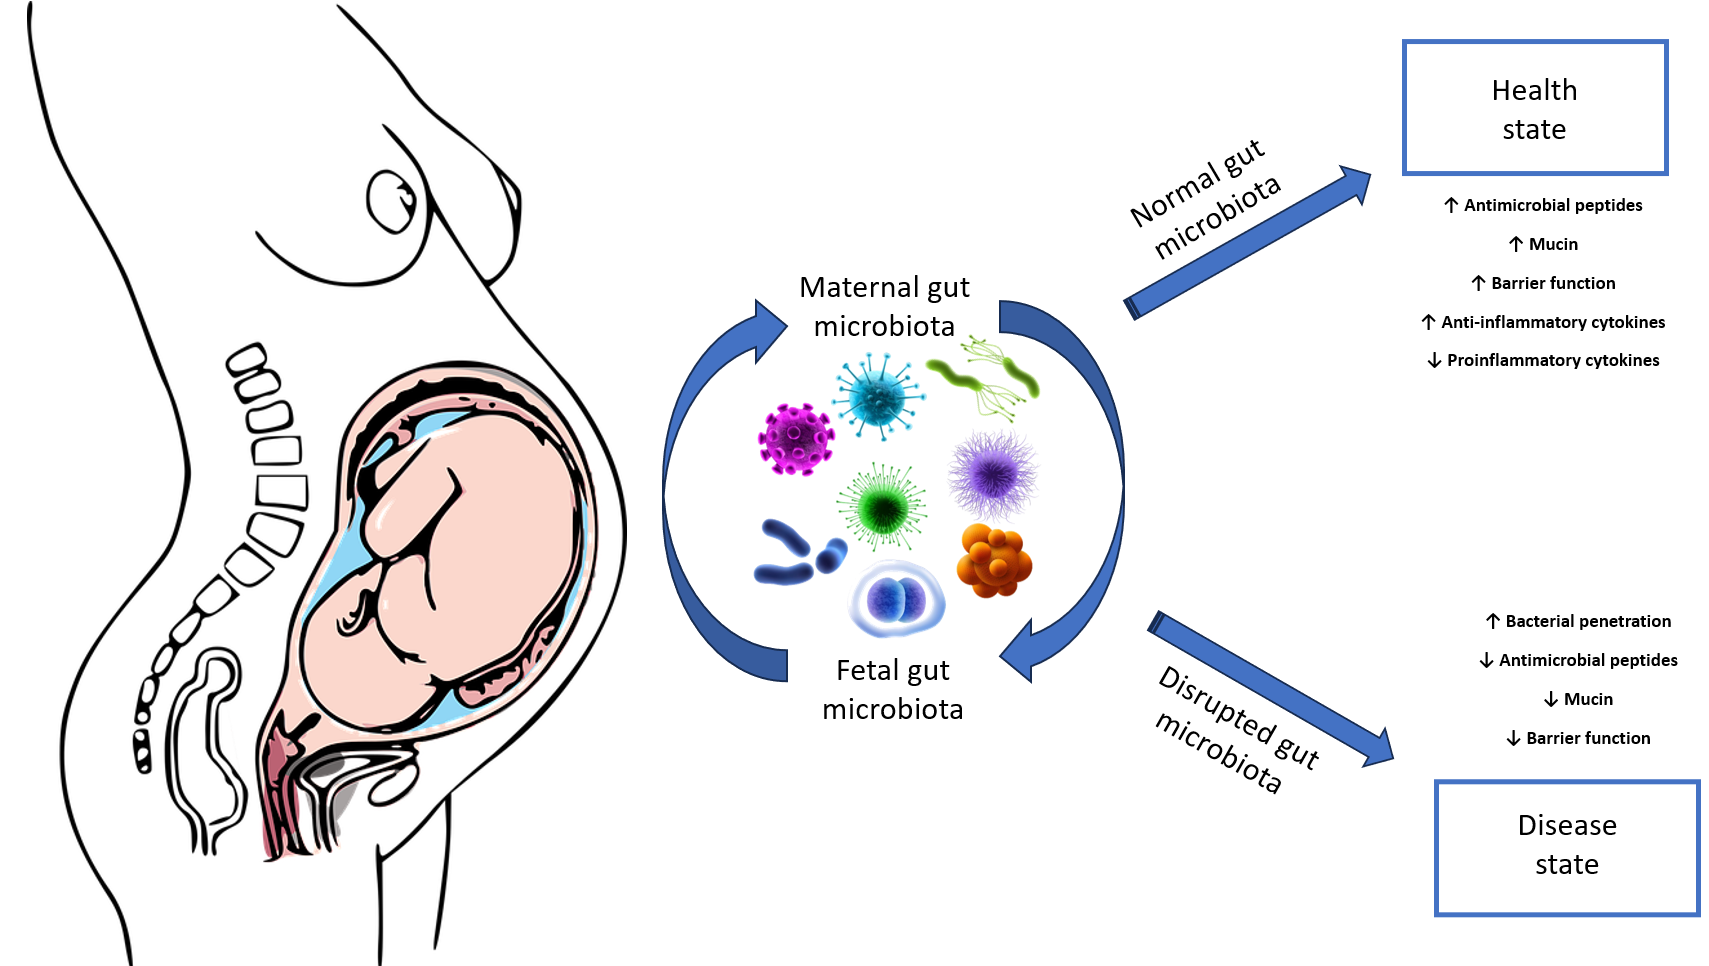 Maternal gut
microbiota
Fetal gut
microbiota
Normal gut
microbiota
Health
state
↑ Antimicrobial peptides
↑ Mucin
↑ Barrier function
↑ Anti-inflammatory cytokines
↓ Proinflammatory cytokines
Disrupted gut
microbiota
↑ Bacterial penetration
↓ Antimicrobial peptides
↓ Mucin
↓ Barrier function
Disease
state